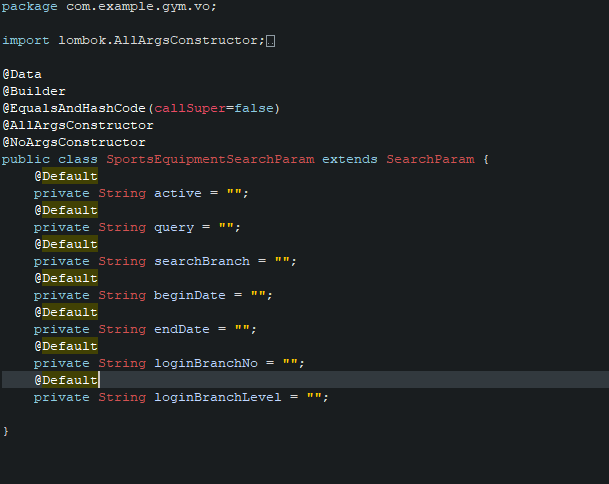 package com.example.gym.vo;
import lombok.AllArgsConstructor;
@Data
@Builder
@EqualsAndHashCode(callSuper=false)
@AllArgsConstructor
@NoArgsConstructor
public class SportsEquipmentSearchParam extends SearchParam {
    @Default
    private String active = "";
    @Default
    private String query = "";
    @Default
    private String searchBranch = "";
    @Default
    private String beginDate = "";
    @Default
    private String endDate = "";
    @Default
    private String loginBranchNo = "";
    @Default
    private String loginBranchLevel = "";
}